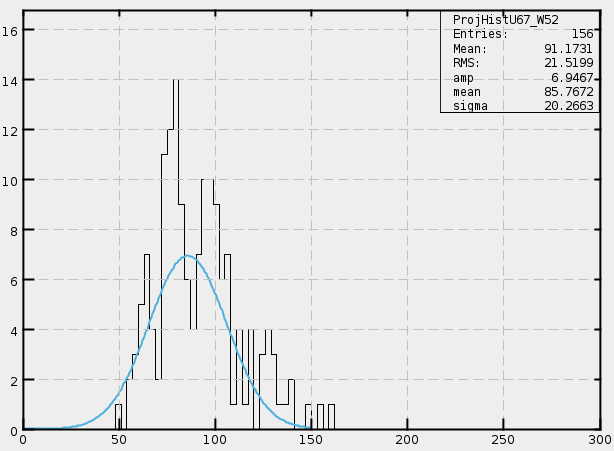 ProjHistU67_W52
Entries: 156
Mean: 91.1731
RMS: 21.5199
amp 6.9467
mean 85.7672
sigma 20.2663
16
14
12
10
8
6
4
2
0
0 50 100 150 200 250 300